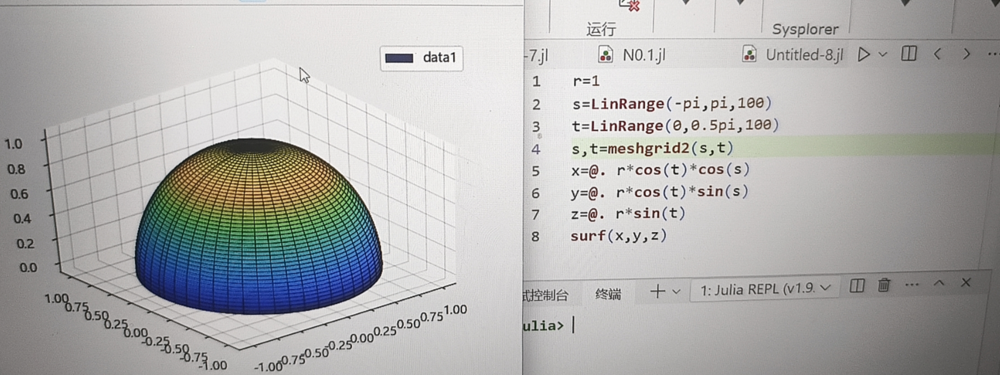 data1
1.0
0.8
0.6
0.4
0.2
0.0
1.00
0.75
0.50
0.25
0.00
-0.25
-0.50
-0.75
-1.00
-1.00
-0.75
-0.50
-0.25
0.00
0.25
0.50
0.75
1.00
运行
Sysplorer
-7.jl N0.1.jl Untitled-8.jl
1 r=1
2 s=LinRange(-pi,pi,100)
3 t=LinRange(0,0.5pi,100)
4 s,t=meshgrid2(s,t)
5 x=@. r*cos(t)*cos(s)
6 y=@. r*cos(t)*sin(s)
7 z=@. r*sin(t)
8 surf(x,y,z)
试控制台 终端 1: Julia REPL (v1.9.
ulia>